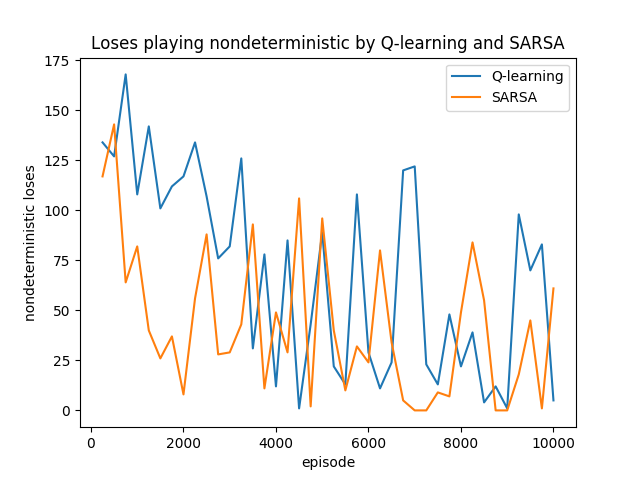 Loses playing nondeterministic by Q-learning and SARSA
175
150
125
100
75
50
25
0
nondeterministic loses
Q-learning
SARSA
0
2000
4000
6000
8000
10000
episode